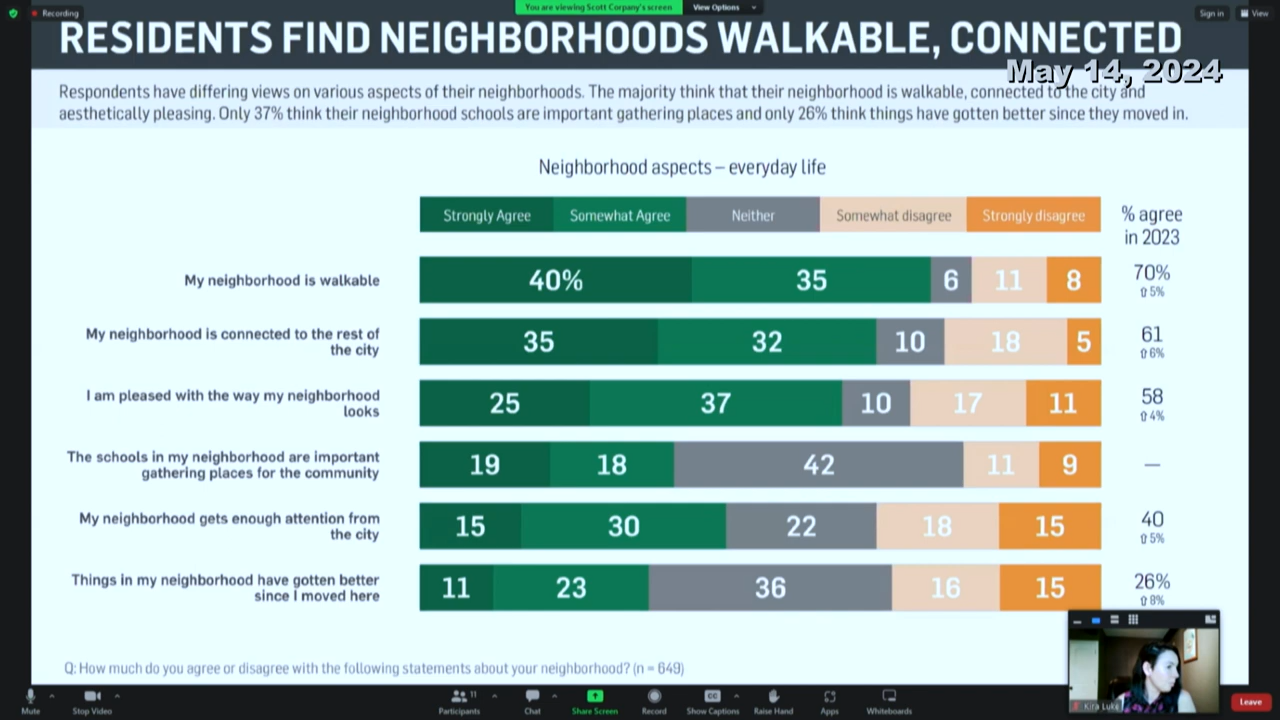 Recording
You are viewing Scott Corpany's screen
View Options
Sign in
View
RESIDENTS FIND NEIGHBORHOODS WALKABLE, CONNECTED
May 14, 2024
Respondents have differing views on various aspects of their neighborhoods. The majority think that their neighborhood is walkable, connected to the city and
aesthetically pleasing. Only 37% think their neighborhood schools are important gathering places and only 26% think things have gotten better since they moved in.
Neighborhood aspects – everyday life
Strongly Agree Somewhat Agree Neither Somewhat disagree Strongly disagree
% agree
in 2023
My neighborhood is walkable
40% 35 6 11 8 70%
⇧5%
My neighborhood is connected to the rest of
the city
35 32 10 18 5 61
⇧6%
I am pleased with the way my neighborhood
looks
25 37 10 17 11 58
⇧4%
The schools in my neighborhood are important
gathering places for the community
19 18 42 11 9 —
My neighborhood gets enough attention from
the city
15 30 22 18 15 40
⇧5%
Things in my neighborhood have gotten better
since I moved here
11 23 36 16 15 26%
⇧8%
Q: How much do you agree or disagree with the following statements about your neighborhood? (n = 649)
Kira Luke
Mute
Stop Video
Participants 11
Chat
Share Screen
Record
CC
Show Captions
Raise Hand
Apps
Whiteboards
Leave